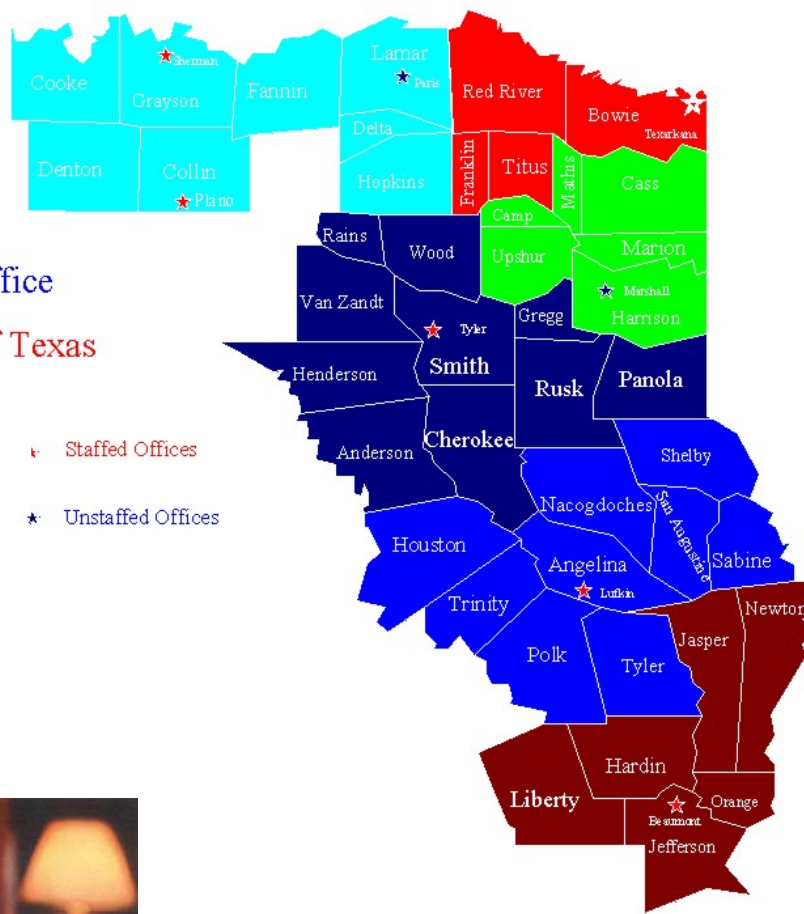 Lamar
Sherman
Cooke
Paris
Grayson
Fannin
Red River
Bowie
Texarkana
Delta
Denton
Collin
Franklin
Titus
Mathis
Cass
Hopkins
Plano
Camp
Rains
Wood
Upshur
Marion
ffice
Van Zandt
Marshall
Gregg
Harrison
Tyler
f Texas
Smith
Henderson
Rusk
Panola
Cherokee
Staffed Offices
Anderson
Shelby
Nacogdoches
San Augustine
Unstaffed Offices
Houston
Sabine
Angelina
Lufkin
Trinity
Newton
Jasper
Polk
Tyler
Hardin
Liberty
Orange
Beaumont
Jefferson